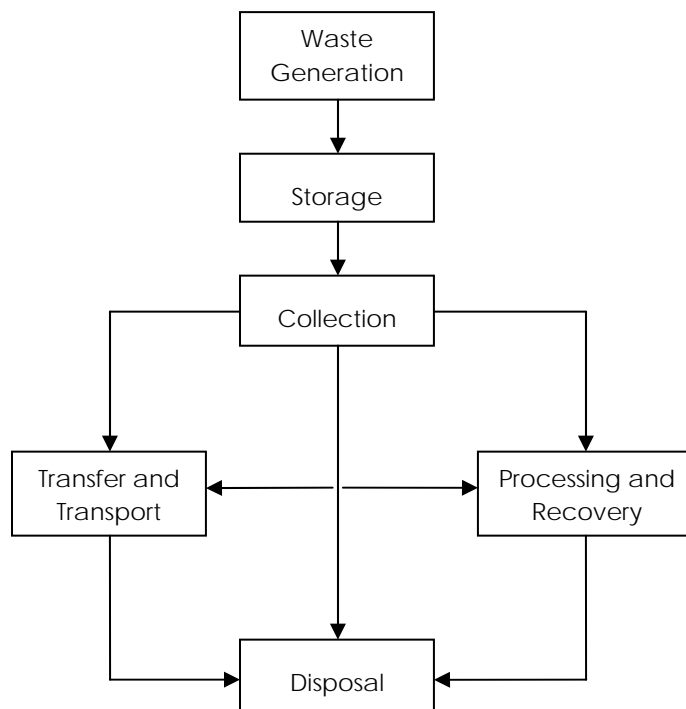 Waste
Generation
Storage
Collection
Transfer and
Transport
Processing and
Recovery
Disposal